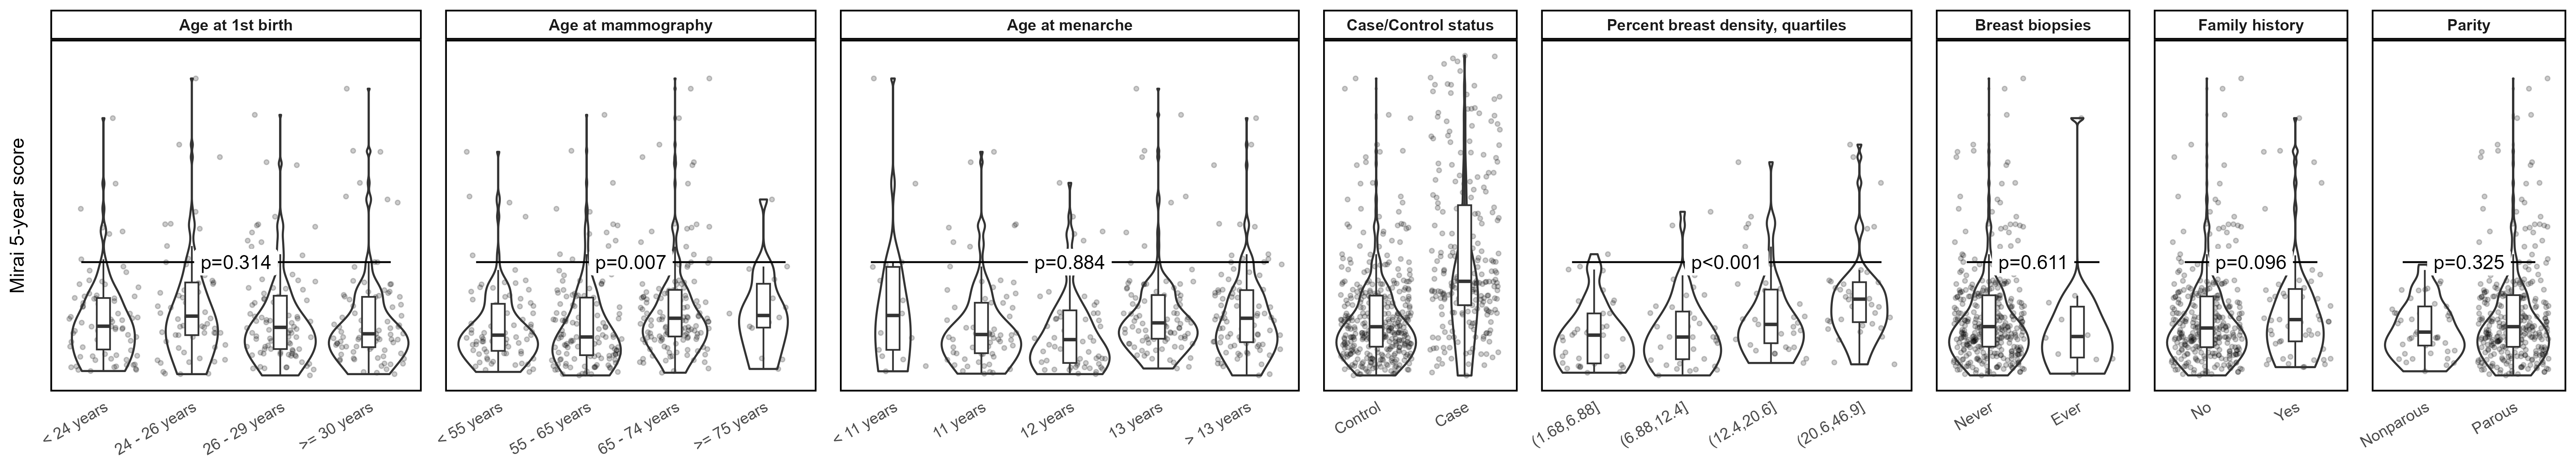 Age at 1st birth
Age at mammography
Age at menarche
Case/Control status
Percent breast density, quartiles
Breast biopsies
Family history
Parity
Mirai 5-year score
p=0.314
p=0.007
p=0.884
p<0.001
p=0.611
p=0.096
p=0.325
< 24 years
24 - 26 years
26 - 29 years
>= 30 years
< 55 years
55 - 65 years
65 - 74 years
>= 75 years
< 11 years
11 years
12 years
13 years
> 13 years
Control
Case
(1.68,6.88]
(6.88,12.4]
(12.4,20.6]
(20.6,46.9]
Never
Ever
No
Yes
Nonparous
Parous